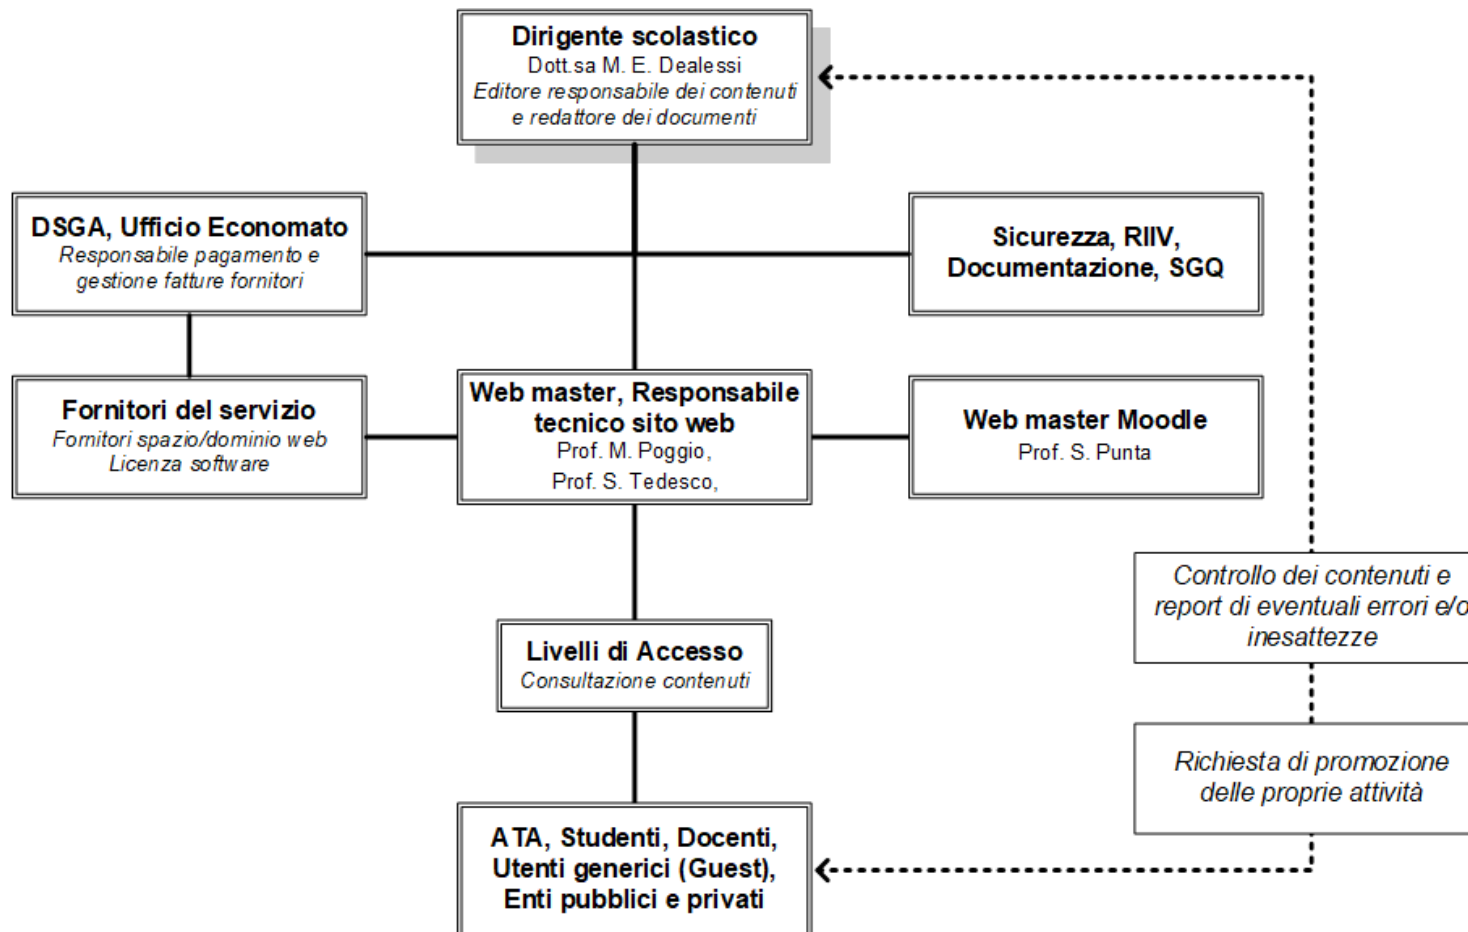 Dirigente scolastico
Dott.sa M. E. Dealessi
Editore responsabile dei contenuti
e redattore dei documenti
DSGA, Ufficio Economato
Responsabile pagamento e
gestione fatture fornitori
Sicurezza, RIIV,
Documentazione, SGQ
Fornitori del servizio
Fornitori spazio/dominio web
Licenza software
Web master, Responsabile
tecnico sito web
Prof. M. Poggio,
Prof. S. Tedesco,
Web master Moodle
Prof. S. Punta
Controllo dei contenuti e
report di eventuali errori e/o
inesattezze
Livelli di Accesso
Consultazione contenuti
Richiesta di promozione
delle proprie attività
ATA, Studenti, Docenti,
Utenti generici (Guest),
Enti pubblici e privati